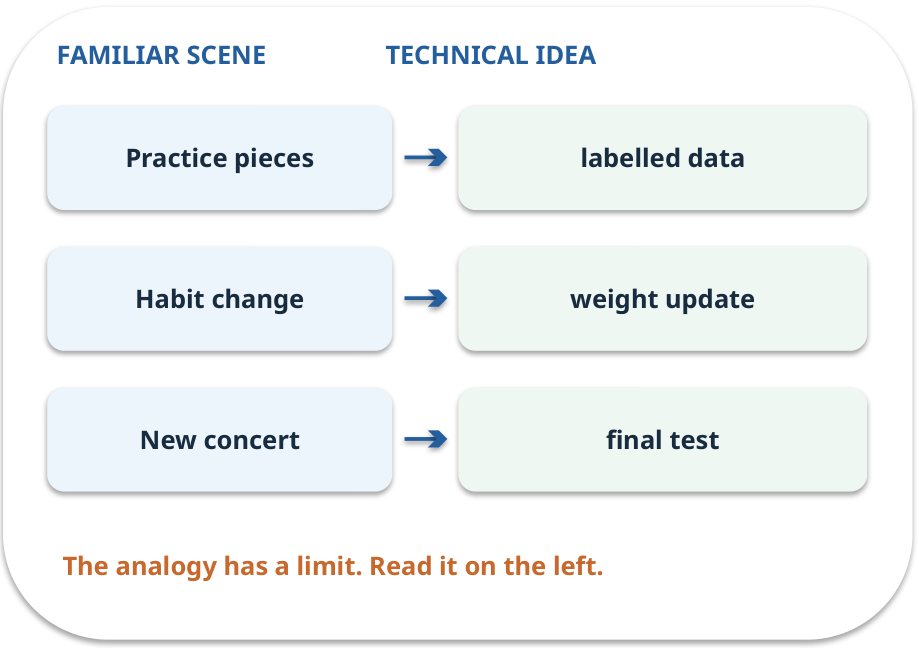 FAMILIAR SCENE TECHNICAL IDEA
Practice pieces → labelled data
Habit change → weight update
New concert → final test
The analogy has a limit. Read it on the left.